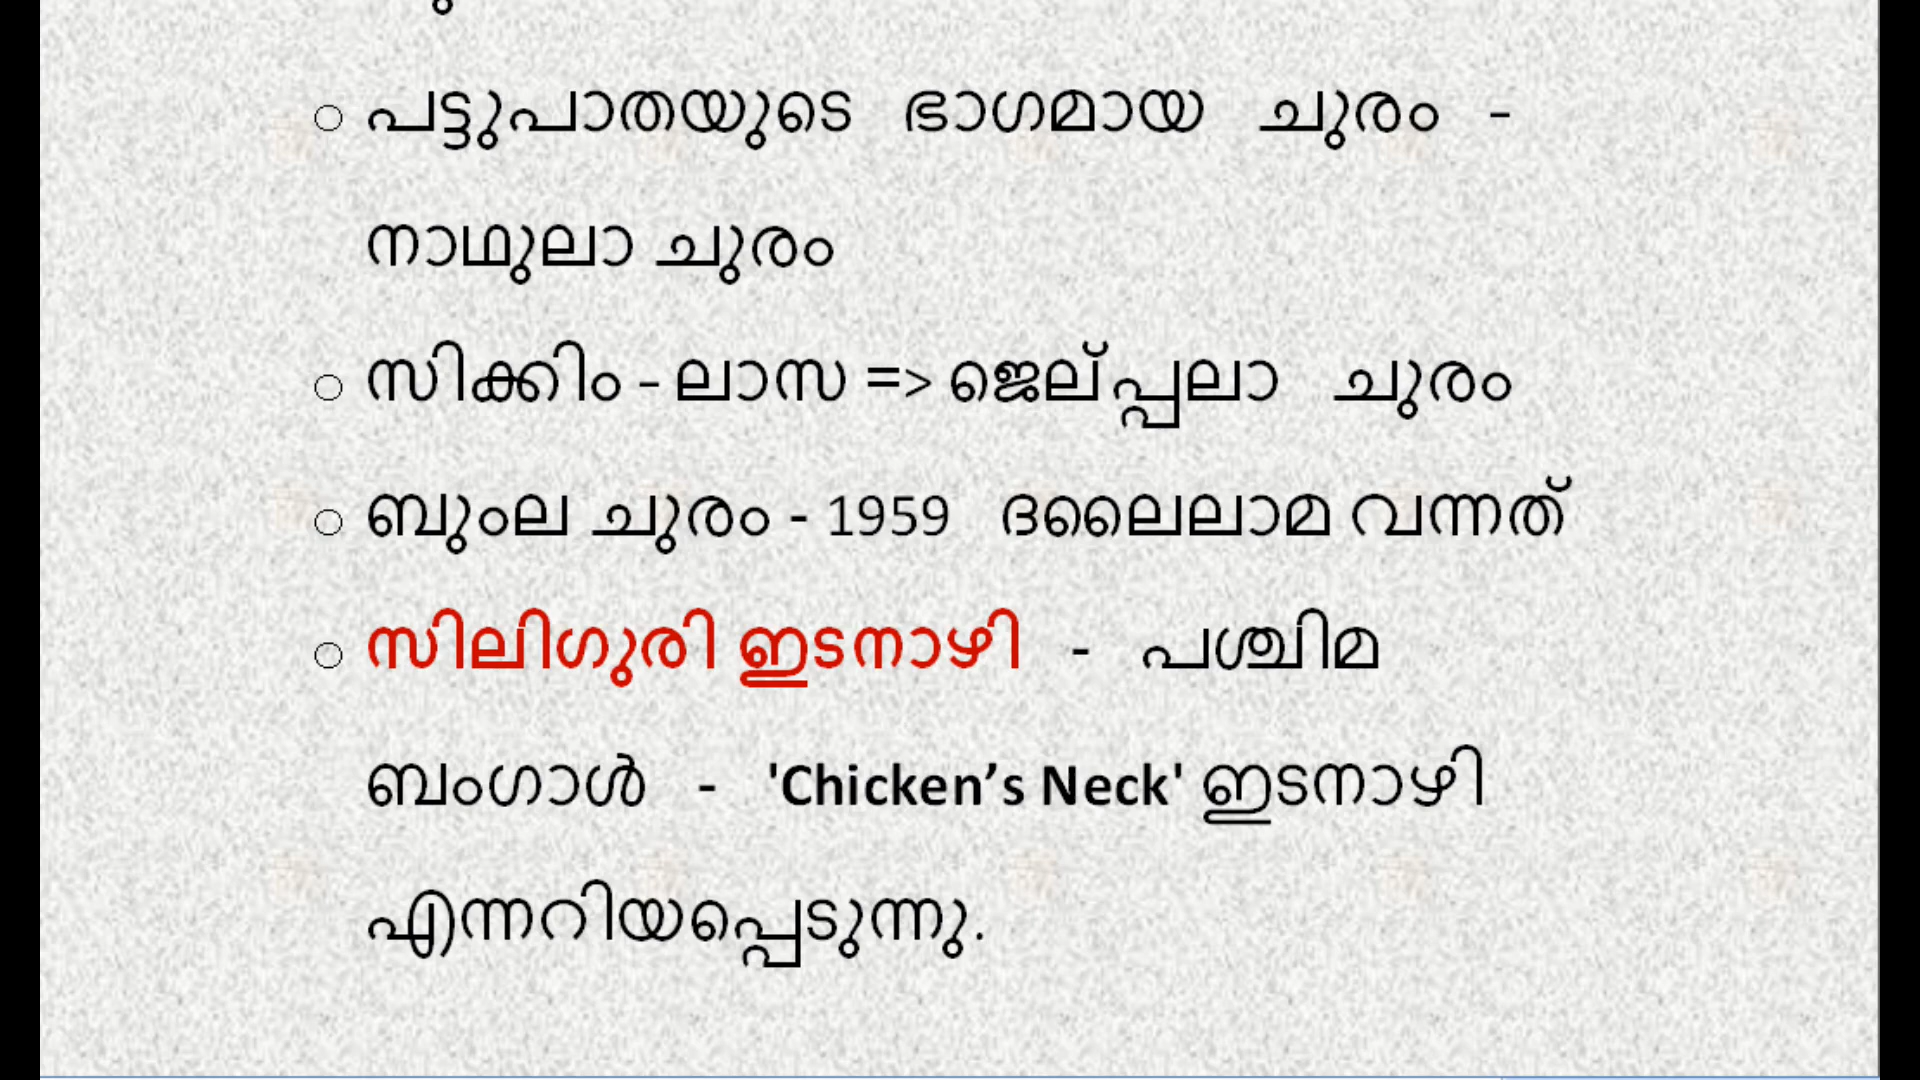 പട്ടുപാതയുടെ ഭാഗമായ ചുരം -
നാഥുലാ ചുരം
സിക്കിം - ലാസ => ജെല്പ്പലാ ചുരം
ബുംല ചുരം - 1959 ദലൈലാമ വന്നത്
സിലിഗുരി ഇടനാഴി - പശ്ചിമ
ബംഗാൾ - 'Chicken’s Neck' ഇടനാഴി
എന്നറിയപ്പെടുന്നു.